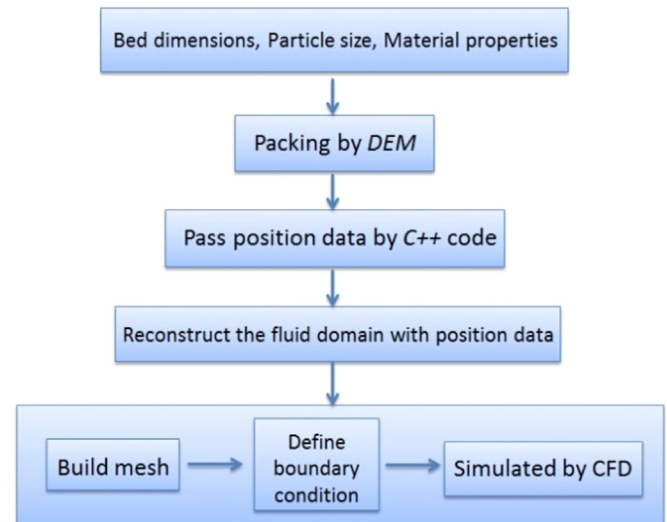 Bed dimensions, Particle size, Material properties
Packing by DEM
Pass position data by C++ code
Reconstruct the fluid domain with position data
Build mesh
Define
boundary
condition
Simulated by CFD